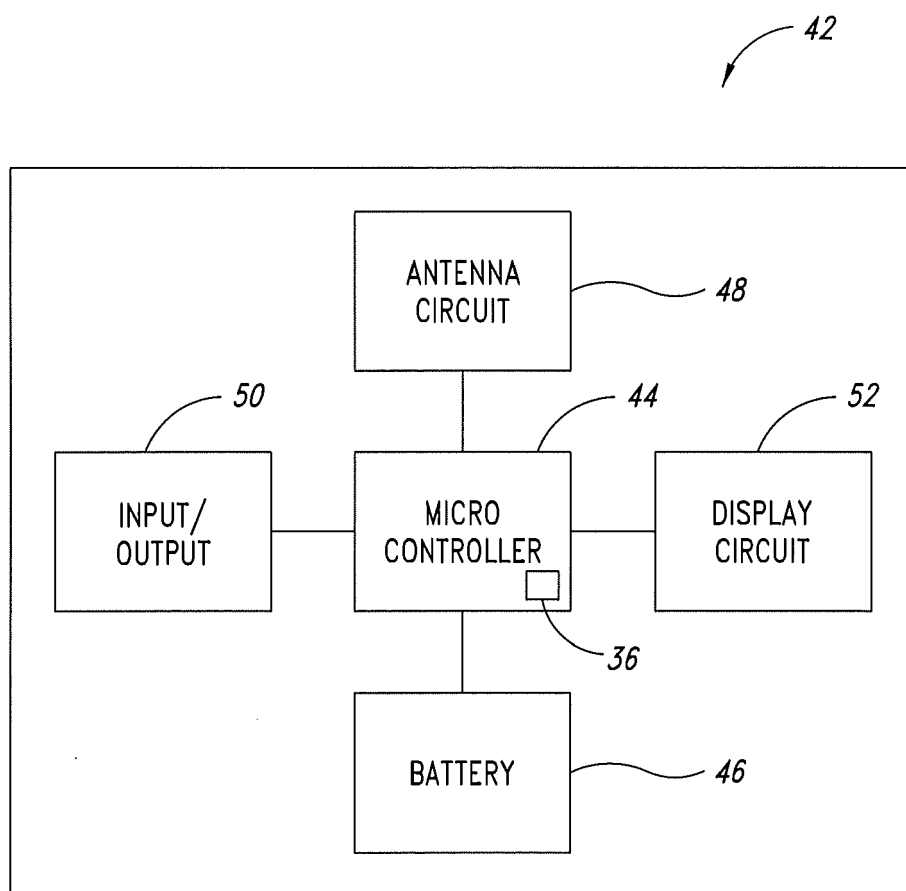 42
ANTENNA
CIRCUIT
48
50
44
52
INPUT/
OUTPUT
MICRO
CONTROLLER
DISPLAY
CIRCUIT
36
BATTERY
46